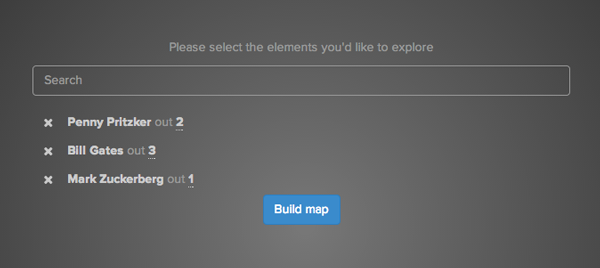 Please select the elements you'd like to explore
Search
× Penny Pritzker out 2
× Bill Gates out 3
× Mark Zuckerberg out 1
Build map